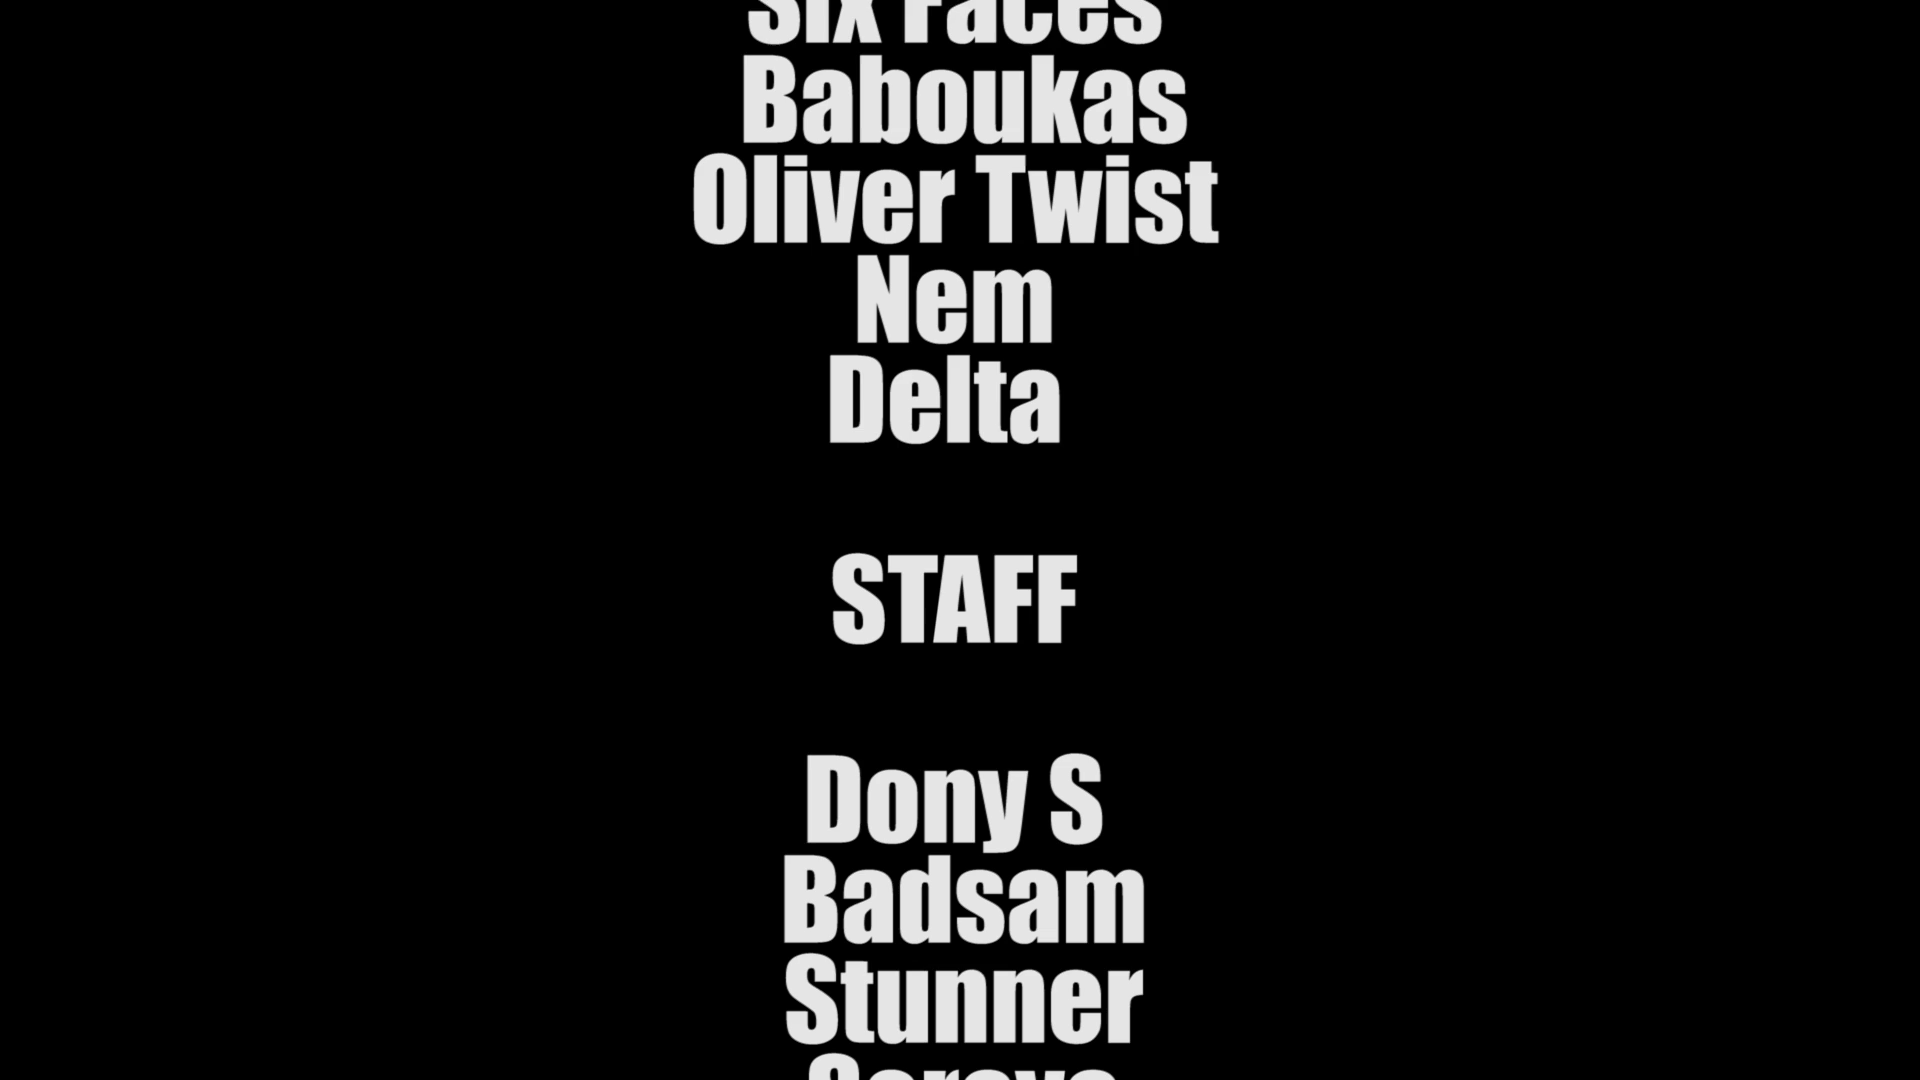 Six Faces
Baboukas
Oliver Twist
Nem
Delta
STAFF
Dony S
Badsam
Stunner